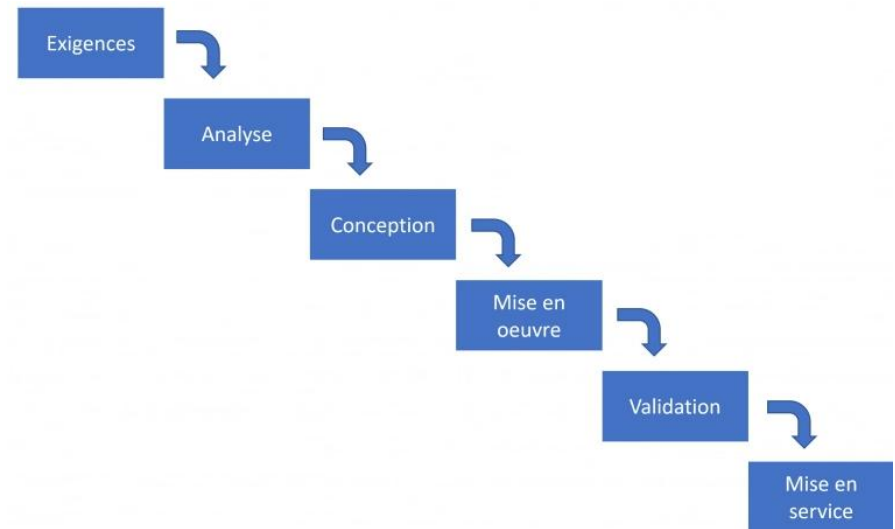 Exigences
Analyse
Conception
Mise en
oeuvre
Validation
Mise en
service